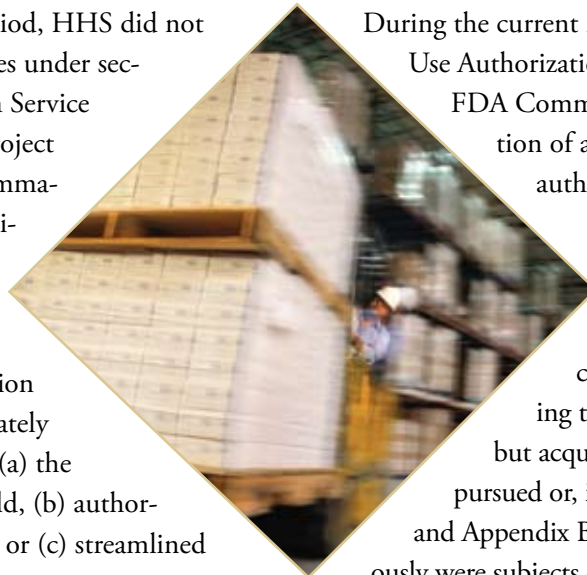 iod, HHS did not
es under sec-
n Service
oject
mma-
i-
ion
ately
(a) the
ld, (b) author-
or (c) streamlined
During the current
Use Authorizati
FDA Comm
tion of a
auth
c
ing t
but acqu
pursued or, i
and Appendix B
ously were subjects